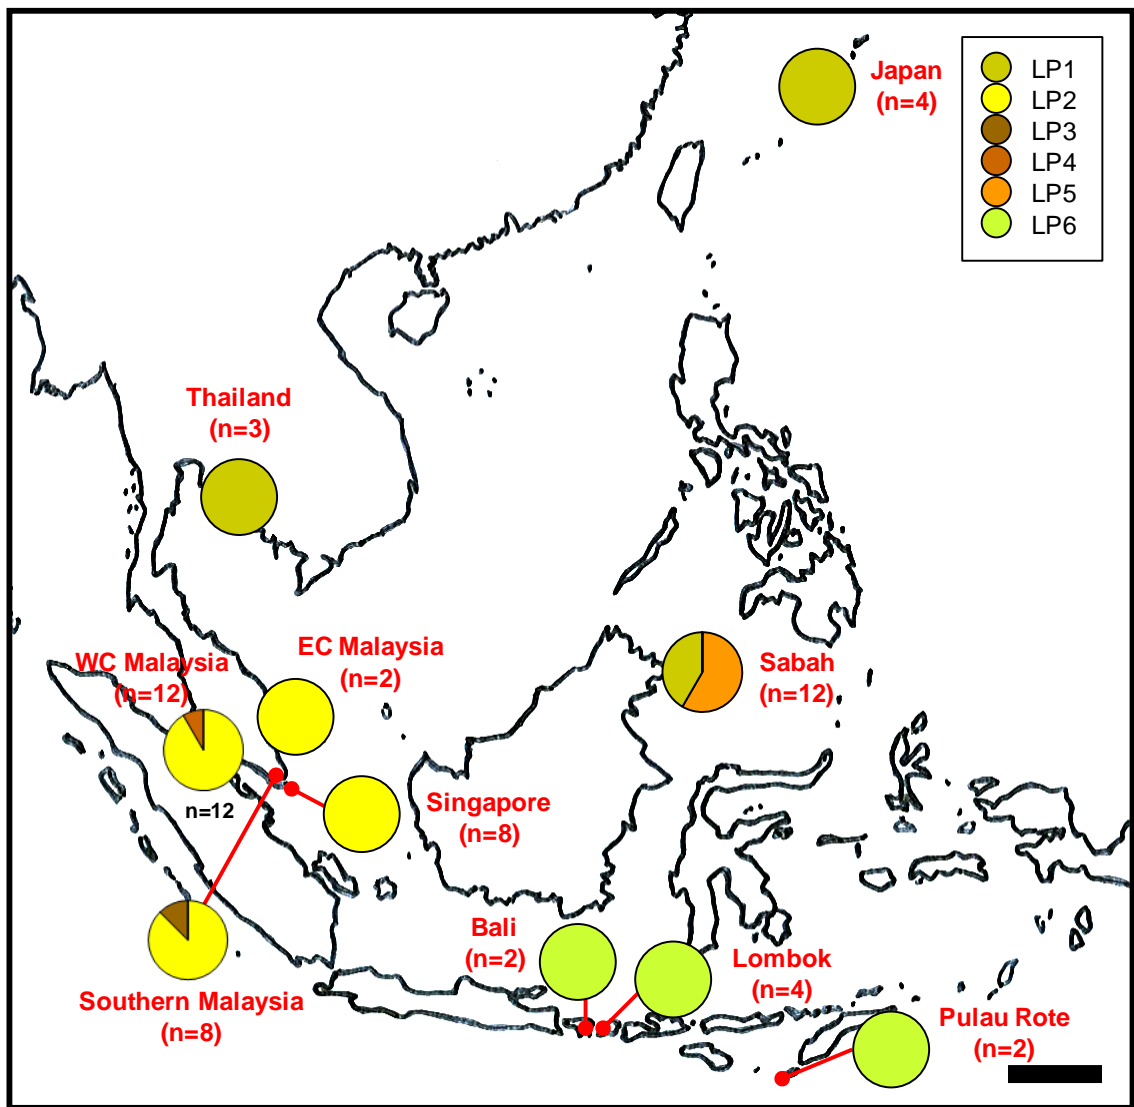 Japan
(n=4)
LP1
LP2
LP3
LP4
LP5
LP6
Thailand
(n=3)
EC Malaysia
(n=2)
WC Malaysia
(n=12)
Sabah
(n=12)
n=12
Singapore
(n=8)
Bali
(n=2)
Lombok
(n=4)
Southern Malaysia
(n=8)
Pulau Rote
(n=2)